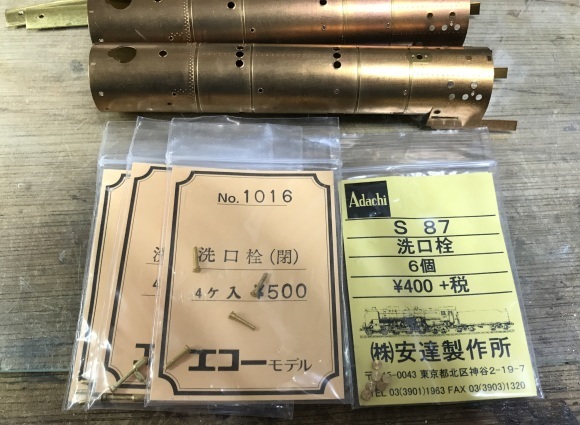 No.1016
洗口栓(閉)
4ケ入 ¥500
エコーモデル
Adachi
S 87
洗口栓
6個
¥400 +税
㈱安達製作所
5-0043 東京都北区神谷2-19-7
TEL 03(3901)1963 FAX 03(3903)1320